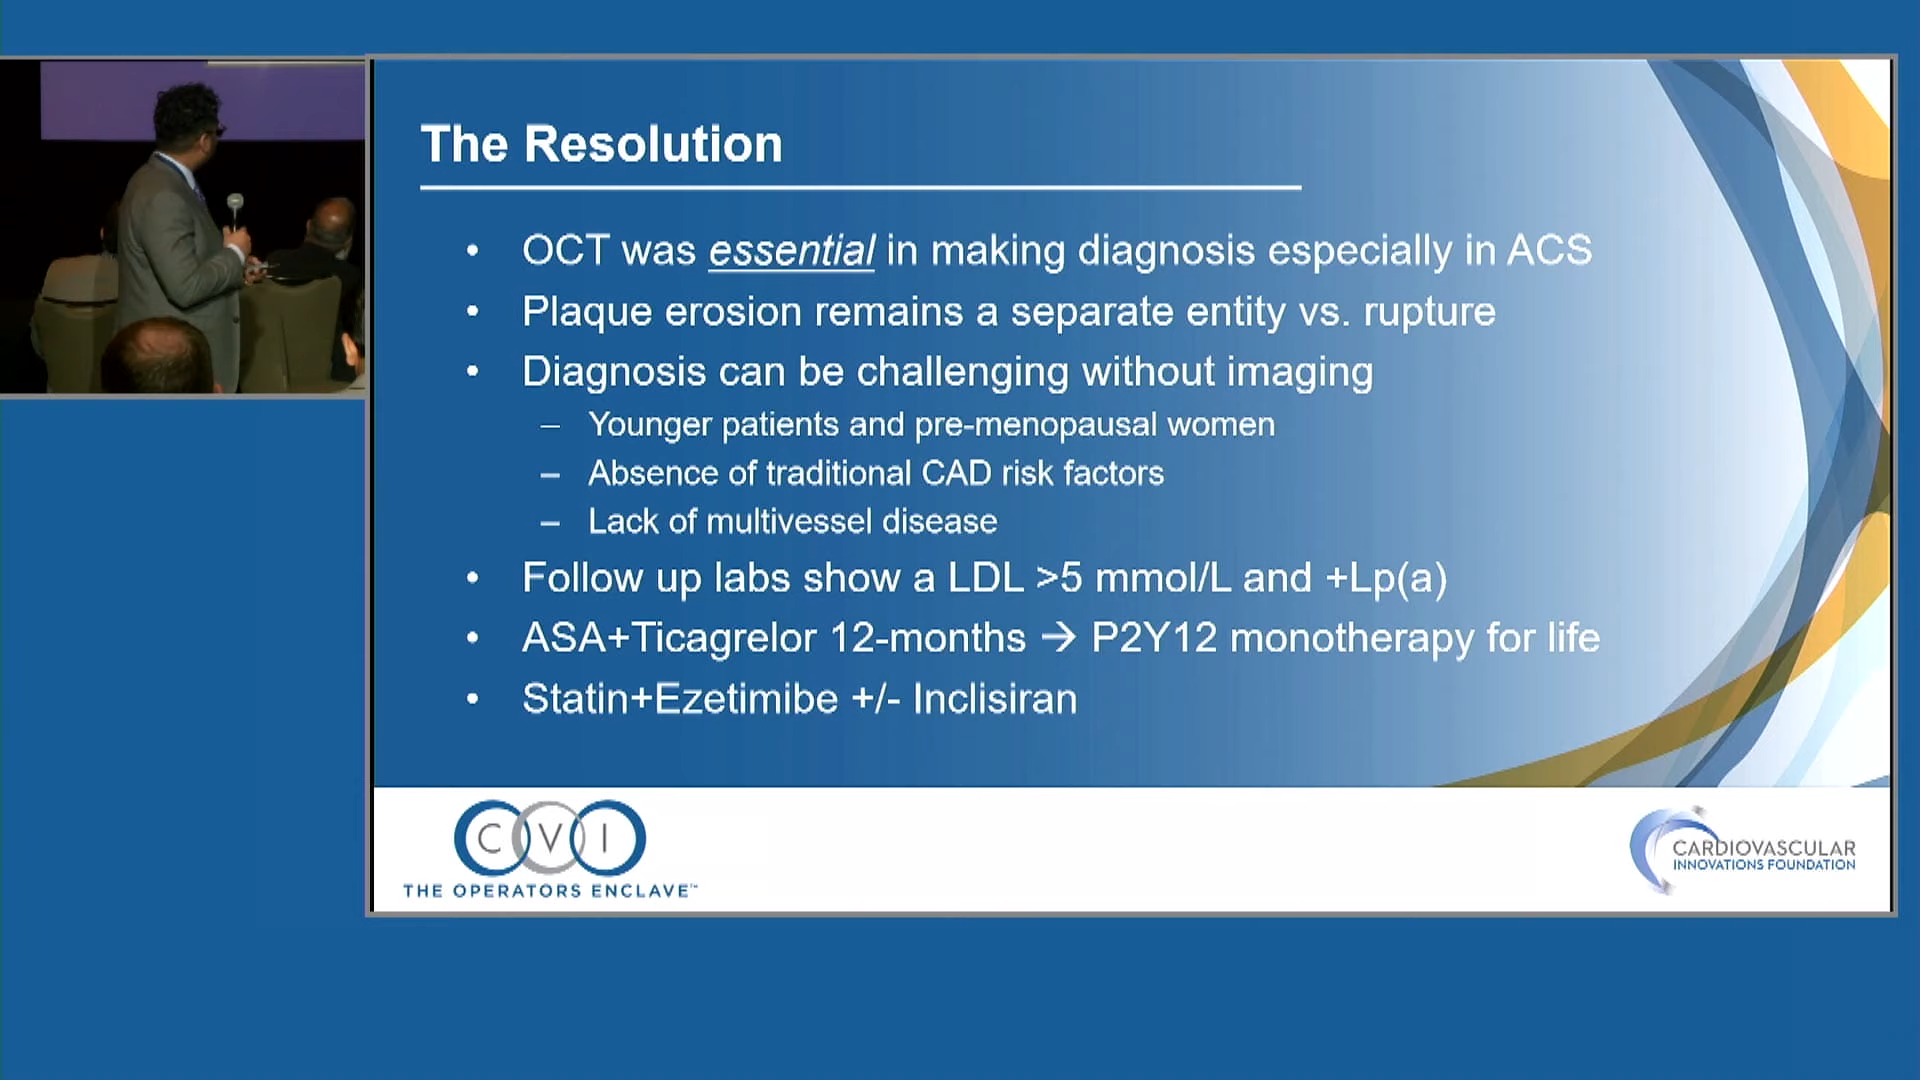 The Resolution
• OCT was essential in making diagnosis especially in ACS
• Plaque erosion remains a separate entity vs. rupture
• Diagnosis can be challenging without imaging
– Younger patients and pre-menopausal women
– Absence of traditional CAD risk factors
– Lack of multivessel disease
• Follow up labs show a LDL >5 mmol/L and +Lp(a)
• ASA+Ticagrelor 12-months → P2Y12 monotherapy for life
• Statin+Ezetimibe +/- Inclisiran
CVI
THE OPERATORS ENCLAVE™
CARDIOVASCULAR
INNOVATIONS FOUNDATION